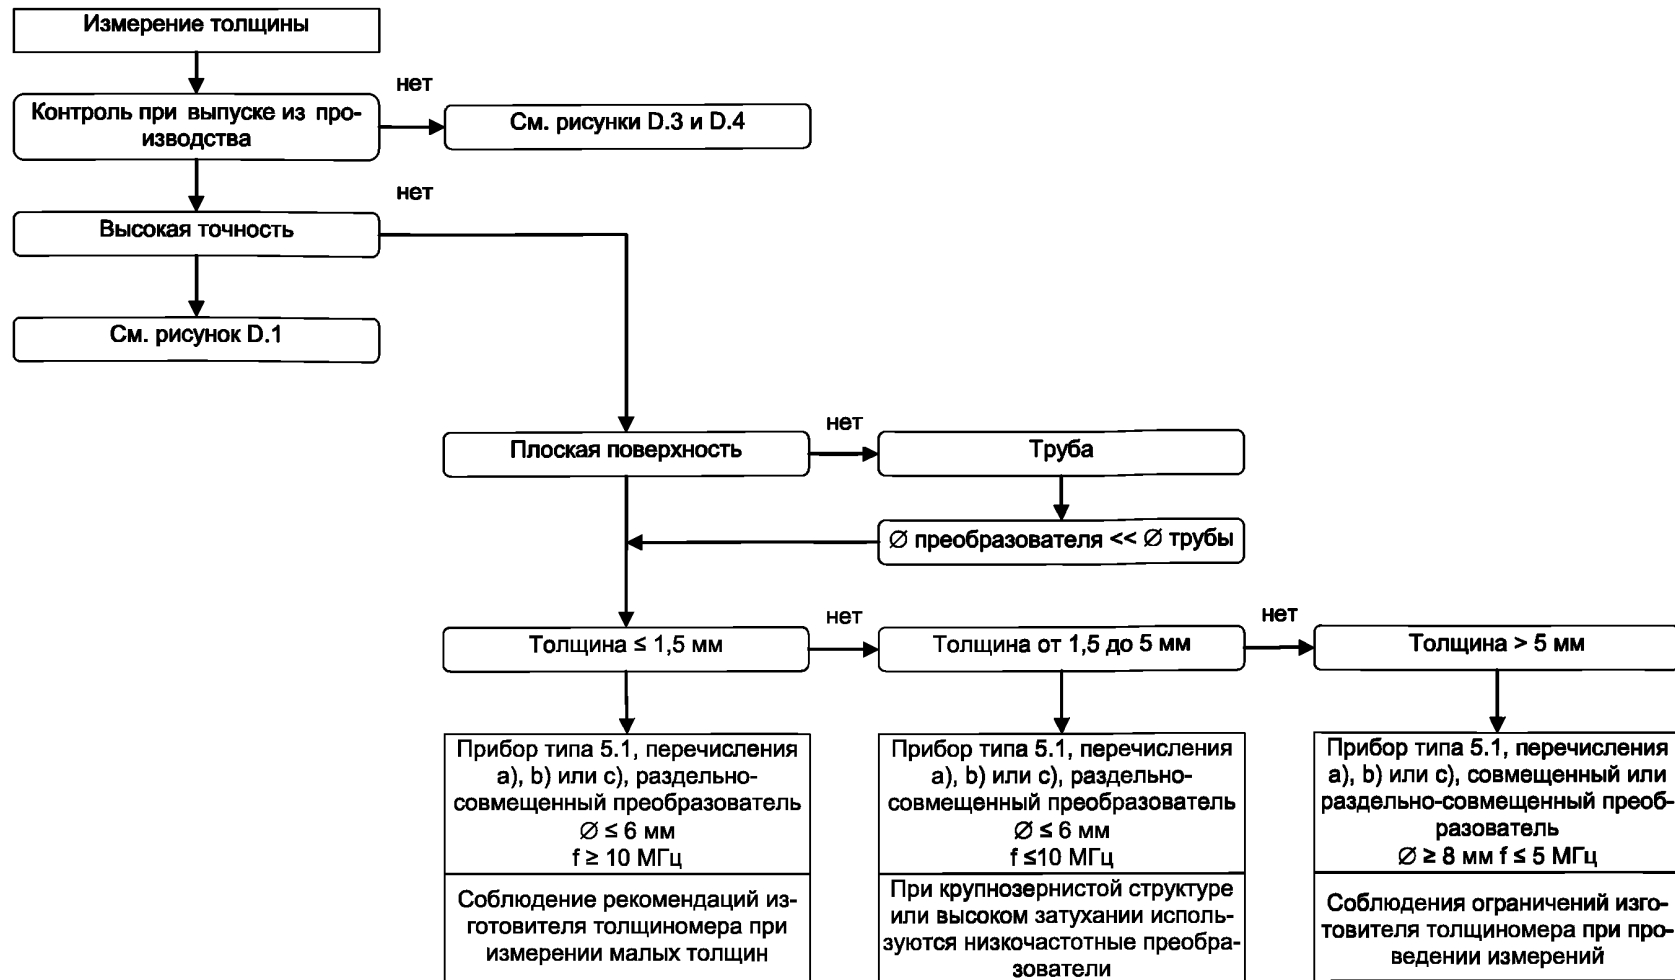 Измерение толщины
нет
Контроль при выпуске из про-
изводства
См. рисунки D.3 и D.4
нет
Высокая точность
См. рисунок D.1
Плоская поверхность
нет
Труба
∅ преобразователя << ∅ трубы
Толщина ≤ 1,5 мм
нет
Толщина от 1,5 до 5 мм
нет
Толщина > 5 мм
Прибор типа 5.1, перечисления
a), b) или c), раздельно-
совмещенный преобразователь
∅ ≤ 6 мм
f ≥ 10 МГц
Соблюдение рекомендаций из-
готовителя толщиномера при
измерении малых толщин
Прибор типа 5.1, перечисления
a), b) или c), раздельно-
совмещенный преобразователь
∅ ≤ 6 мм
f ≤10 МГц
При крупнозернистой структуре
или высоком затухании исполь-
зуются низкочастотные преобра-
зователи
Прибор типа 5.1, перечисления
a), b) или c), совмещенный или
раздельно-совмещенный преоб-
разователь
∅ ≥ 8 мм f ≤ 5 МГц
Соблюдения ограничений изго-
товителя толщиномера при про-
ведении измерений